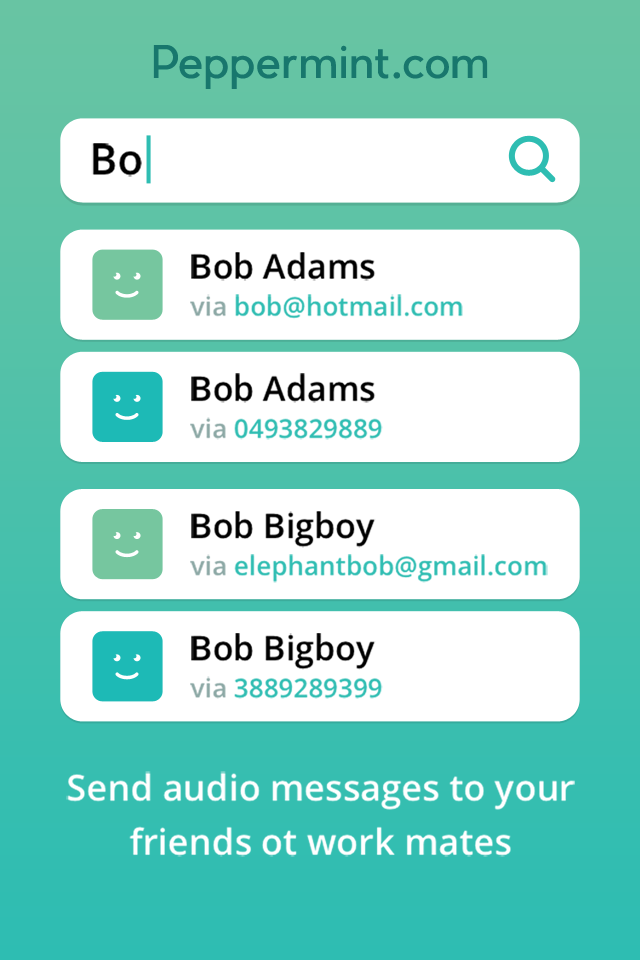 Peppermint.com
Bo
Bob Adams
via bob@hotmail.com
Bob Adams
via 0493829889
Bob Bigboy
via elephantbob@gmail.com
Bob Bigboy
via 3889289399
Send audio messages to your
friends ot work mates